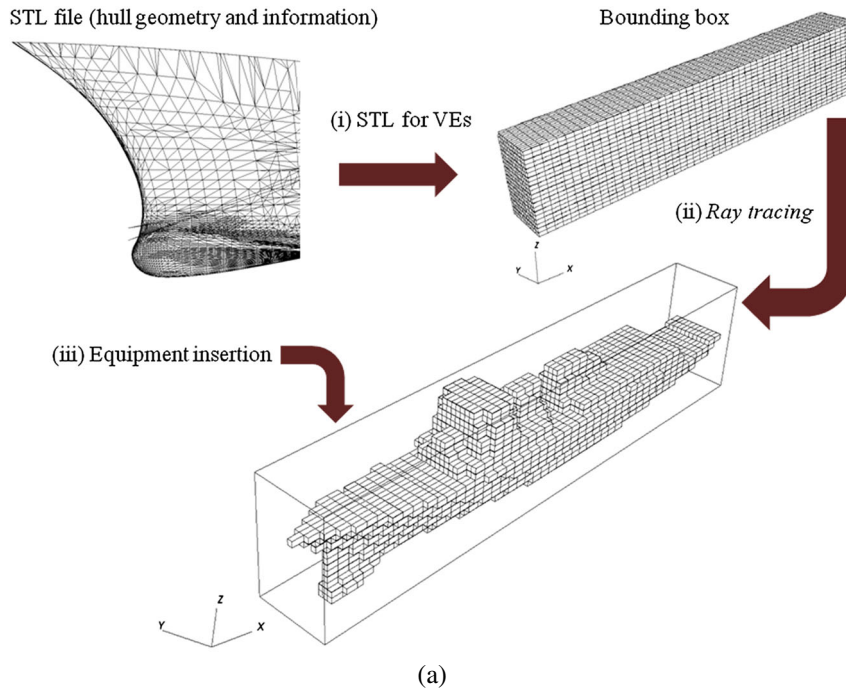 STL file (hull geometry and information)
Bounding box
(i) STL for VEs
(ii) Ray tracing
Z
Y
X
(iii) Equipment insertion
Y
Z
X
(a)